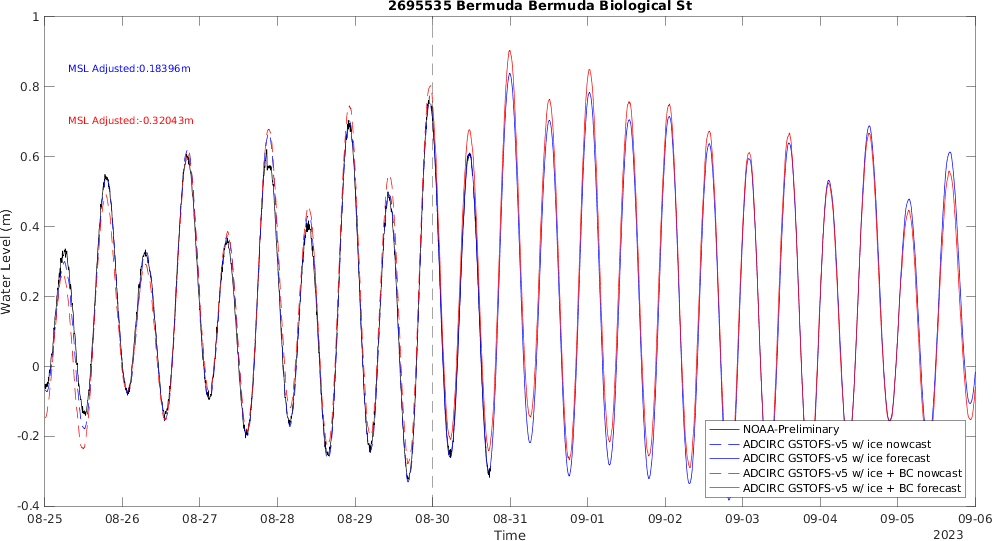 2695535 Bermuda Bermuda Biological St
MSL Adjusted:0.18396m
MSL Adjusted:-0.32043m
Water Level (m)
1
0.8
0.6
0.4
0.2
0
-0.2
-0.4
NOAA-Preliminary
ADCIRC GSTOFS-v5 w/ ice nowcast
ADCIRC GSTOFS-v5 w/ ice forecast
ADCIRC GSTOFS-v5 w/ ice + BC nowcast
ADCIRC GSTOFS-v5 w/ ice + BC forecast
08-25 08-26 08-27 08-28 08-29 08-30 08-31 09-01 09-02 09-03 09-04 09-05 09-06
Time
2023